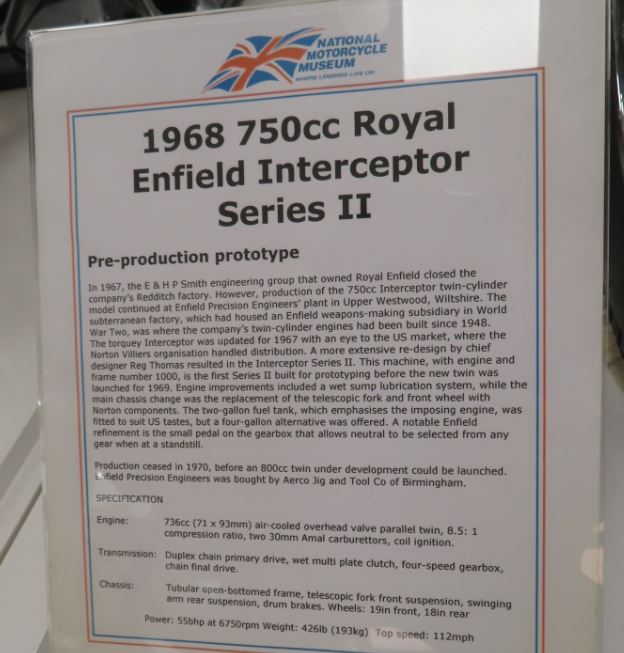 NATIONAL
MOTORCYCLE
MUSEUM
WHERE LEGENDS LIVE ON
1968 750cc Royal
Enfield Interceptor
Series II
Pre-production prototype
In 1967, the E & H P Smith engineering group that owned Royal Enfield closed the
company's Redditch factory. However, production of the 750cc Interceptor twin-cylinder
model continued at Enfield Precision Engineers' plant in Upper Westwood, Wiltshire. The
subterranean factory, which had housed an Enfield weapons-making subsidiary in World
War Two, was where the company's twin-cylinder engines had been built since 1948.
The torquey Interceptor was updated for 1967 with an eye to the US market, where the
Norton Villiers organisation handled distribution. A more extensive re-design by chief
designer Reg Thomas resulted in the Interceptor Series II. This machine, with engine and
frame number 1000, is the first Series II built for prototyping before the new twin was
launched for 1969. Engine improvements included a wet sump lubrication system, while the
main chassis change was the replacement of the telescopic fork and front wheel with
Norton components. The two-gallon fuel tank, which emphasises the imposing engine, was
fitted to suit US tastes, but a four-gallon alternative was offered. A notable Enfield
refinement is the small pedal on the gearbox that allows neutral to be selected from any
gear when at a standstill.
Production ceased in 1970, before an 800cc twin under development could be launched.
Enfield Precision Engineers was bought by Aerco Jig and Tool Co of Birmingham.
SPECIFICATION
Engine: 736cc (71 x 93mm) air-cooled overhead valve parallel twin, 8.5: 1
compression ratio, two 30mm Amal carburettors, coil ignition.
Transmission: Duplex chain primary drive, wet multi plate clutch, four-speed gearbox,
chain final drive.
Chassis: Tubular open-bottomed frame, telescopic fork front suspension, swinging
arm rear suspension, drum brakes. Wheels: 19in front, 18in rear
Power: 55bhp at 6750rpm Weight: 426lb (193kg) Top speed: 112mph